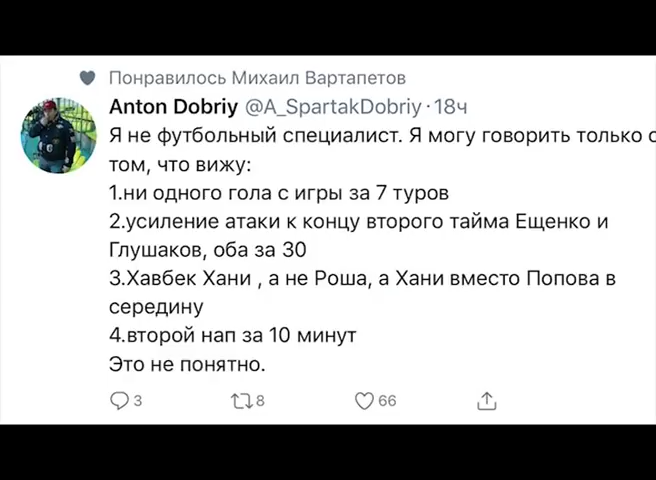 Понравилось Михаил Вартапетов
Anton Dobriy @A_SpartakDobriy · 18ч
Я не футбольный специалист. Я могу говорить только о
том, что вижу:
1.ни одного гола с игры за 7 туров
2.усиление атаки к концу второго тайма Ещенко и
Глушаков, оба за 30
3.Хавбек Хани , а не Роша, а Хани вместо Попова в
середину
4.второй нап за 10 минут
Это не понятно.
3 8 66